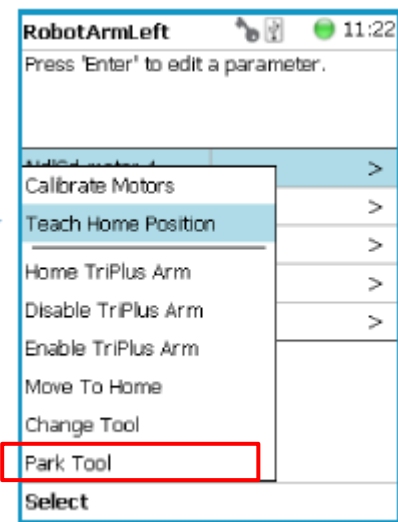 RobotArmLeft 11:22
Press 'Enter' to edit a parameter.
>
Calibrate Motors
>
Teach Home Position
>
Home TriPlus Arm
>
Disable TriPlus Arm
>
Enable TriPlus Arm
Move To Home
Change Tool
Park Tool
Select